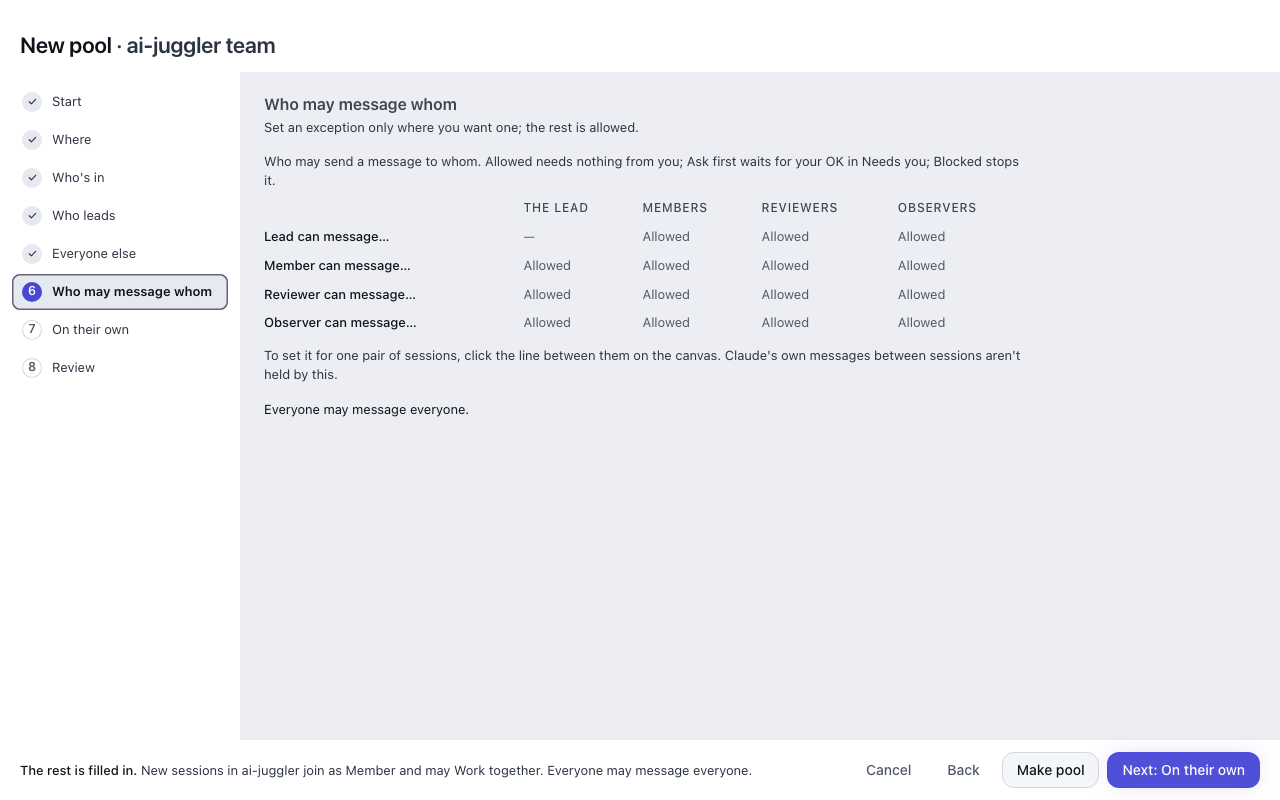 New pool · ai-juggler team
Start
Where
Who's in
Who leads
Everyone else
6 Who may message whom
7 On their own
8 Review
Who may message whom
Set an exception only where you want one; the rest is allowed.
Who may send a message to whom. Allowed needs nothing from you; Ask first waits for your OK in Needs you; Blocked stops
it.
THE LEAD MEMBERS REVIEWERS OBSERVERS
Lead can message... — Allowed Allowed Allowed
Member can message... Allowed Allowed Allowed Allowed
Reviewer can message... Allowed Allowed Allowed Allowed
Observer can message... Allowed Allowed Allowed Allowed
To set it for one pair of sessions, click the line between them on the canvas. Claude's own messages between sessions aren't
held by this.
Everyone may message everyone.
The rest is filled in. New sessions in ai-juggler join as Member and may Work together. Everyone may message everyone.
Cancel Back Make pool Next: On their own